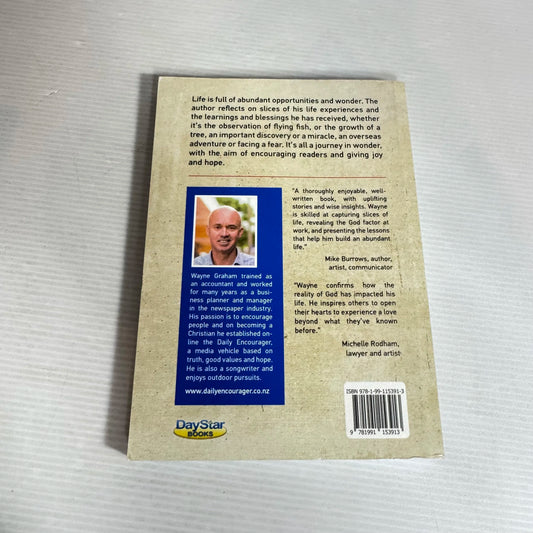 Life is full of abundant opportunities and wonder. The
author reflects on slices of his life experiences and
the learnings and blessings he has received, whether
it's the observation of flying fish, or the growth of a
tree, an important discovery or a miracle, an overseas
adventure or facing a fear. It's all a journey in wonder,
with the aim of encouraging readers and giving joy
and hope.
Wayne Graham trained as
an accountant and worked
for many years as a busi-
ness planner and manager
in the newspaper industry.
His passion is to encourage
people and on becoming a
Christian he established on-
line the Daily Encourager,
a media vehicle based on
truth, good values and hope.
He is also a songwriter and
enjoys outdoor pursuits.
www.dailyencourager.co.nz
"A thoroughly enjoyable, well-
written book, with uplifting
stories and wise insights. Wayne
is skilled at capturing slices of
life, revealing the God factor at
work, and presenting the lessons
that help him build an abundant
life."
Mike Burrows, author,
artist, communicator
"Wayne confirms how the
reality of God has impacted his
life. He inspires others to open
their hearts to experience a love
beyond what they've known
before."
Michelle Rodham,
lawyer and artist
DayStar
BOOKS
ISBN 978-1-99-115391-3
9 781991 153913